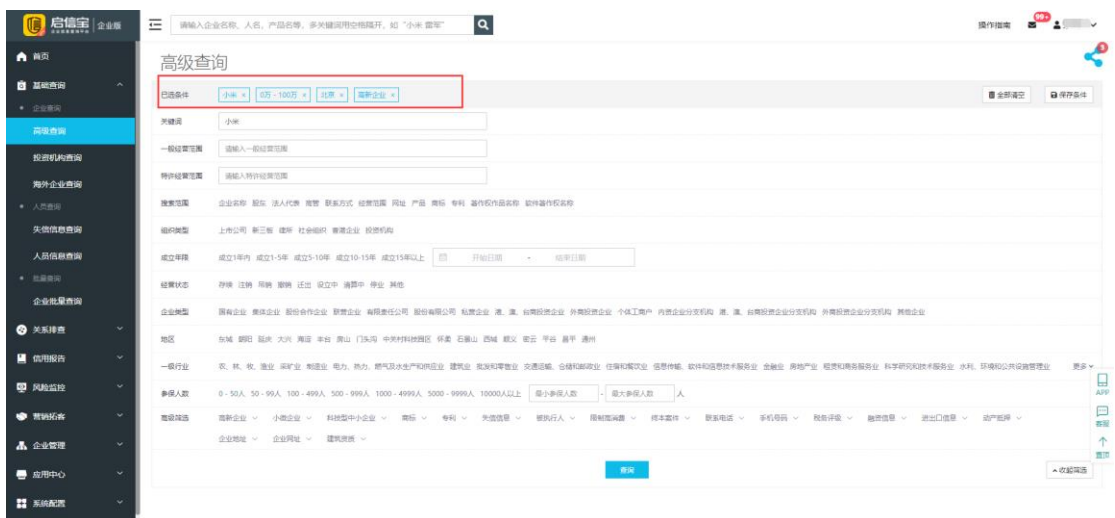 启信宝 企业版
请输入企业名称、人名、产品名等，多关键词用空格隔开，如“小米 雷军”
操作指南
99+
首页
基础查询
企业查询
高级查询
投资机构查询
海外企业查询
人员查询
失信信息查询
人员信息查询
批量查询
企业批量查询
关系排查
信用报告
风险监控
营销拓客
企业管理
应用中心
系统配置
高级查询
已选条件 小米 × 0万 - 100万 × 北京 × 高新企业 × 全部清空 保存条件
关键词 小米
一般经营范围 请输入一般经营范围
特许经营范围 请输入特许经营范围
搜索范围 企业名称 股东 法人代表 高管 联系方式 经营范围 网址 产品 商标 专利 著作权作品名称 软件著作权名称
组织类型 上市公司 新三板 律所 社会组织 香港企业 投资机构
成立年限 成立1年内 成立1-5年 成立5-10年 成立10-15年 成立15年以上 开始日期 - 结束日期
经营状态 存续 注销 吊销 撤销 迁出 设立中 清算中 停业 其他
企业类型 国有企业 集体企业 股份合作企业 联营企业 有限责任公司 股份有限公司 私营企业 港、澳、台商投资企业 外商投资企业 个体工商户 内资企业分支机构 港、澳、台商投资企业分支机构 外商投资企业分支机构 其他企业
地区 东城 朝阳 延庆 大兴 海淀 丰台 房山 门头沟 中关村科技园区 怀柔 石景山 西城 顺义 密云 平谷 昌平 通州
一级行业 农、林、牧、渔业 采矿业 制造业 电力、热力、燃气及水生产和供应业 建筑业 批发和零售业 交通运输、仓储和邮政业 住宿和餐饮业 信息传输、软件和信息技术服务业 金融业 房地产业 租赁和商务服务业 科学研究和技术服务业 水利、环境和公共设施管理业 更多
参保人数 0 - 50人 50 - 99人 100 - 499人 500 - 999人 1000 - 4999人 5000 - 9999人 10000人以上 最小参保人数 - 最大参保人数 人
高级筛选 高新企业 小微企业 科技型中小企业 商标 专利 失信信息 被执行人 限制高消费 终本案件 联系电话 手机号码 税务评级 融资信息 进出口信息 动产抵押
企业地址 企业网址 建筑资质
查询
收起筛选
APP
客服
置顶